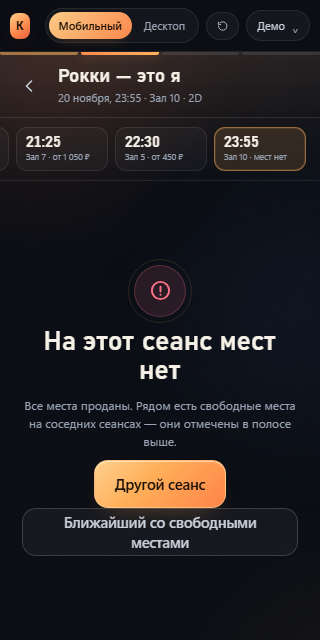 К
Мобильный
Десктоп
Демо
Рокки — это я
20 ноября, 23:55 · Зал 10 · 2D
21:25
Зал 7 · от 1 050 ₽
22:30
Зал 5 · от 450 ₽
23:55
Зал 10 · мест нет
На этот сеанс мест
нет
Все места проданы. Рядом есть свободные места
на соседних сеансах — они отмечены в полосе
выше.
Другой сеанс
Ближайший со свободными
местами